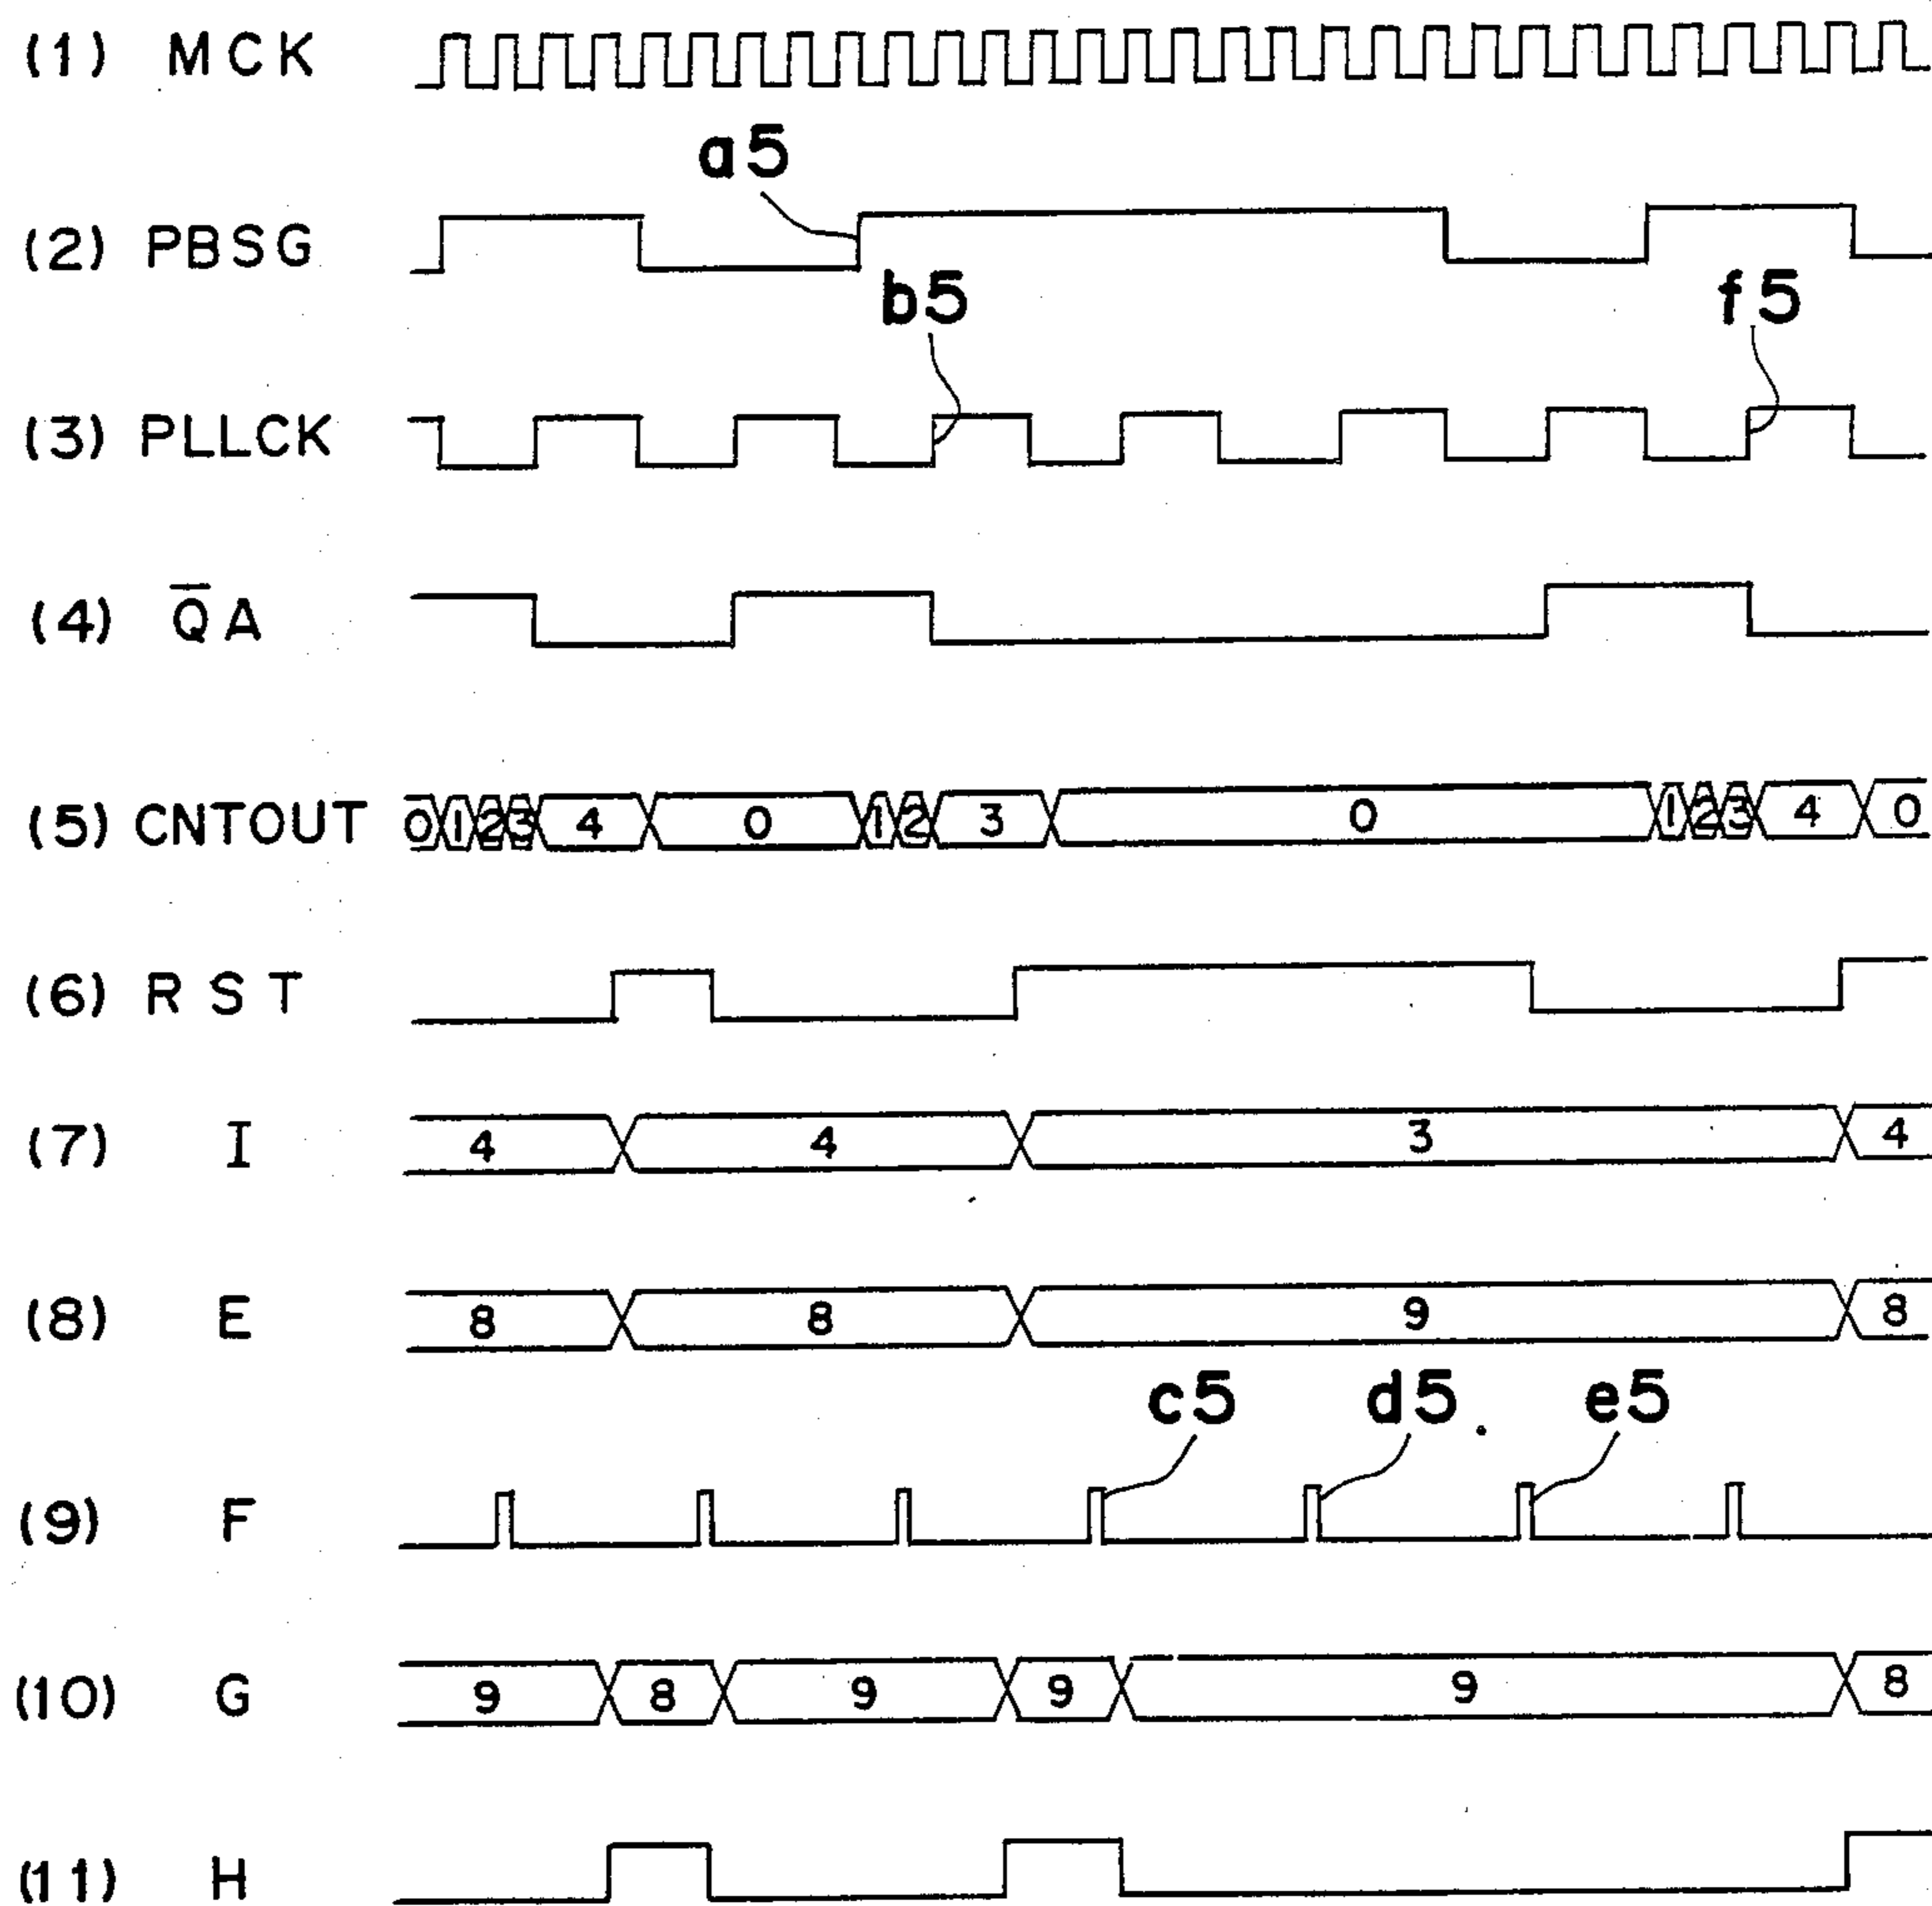 (1) MCK
a5
(2) PBSG
b5 f5
(3) PLLCK
(4) Q̅A
(5) CNTOUT 0 1 2 3 4 0 1 2 3 0 1 2 3 4 0
(6) RST
(7) I 4 4 3 4
(8) E 8 8 9 8
c5 d5 e5
(9) F
(10) G 9 8 9 9 9 8
(11) H